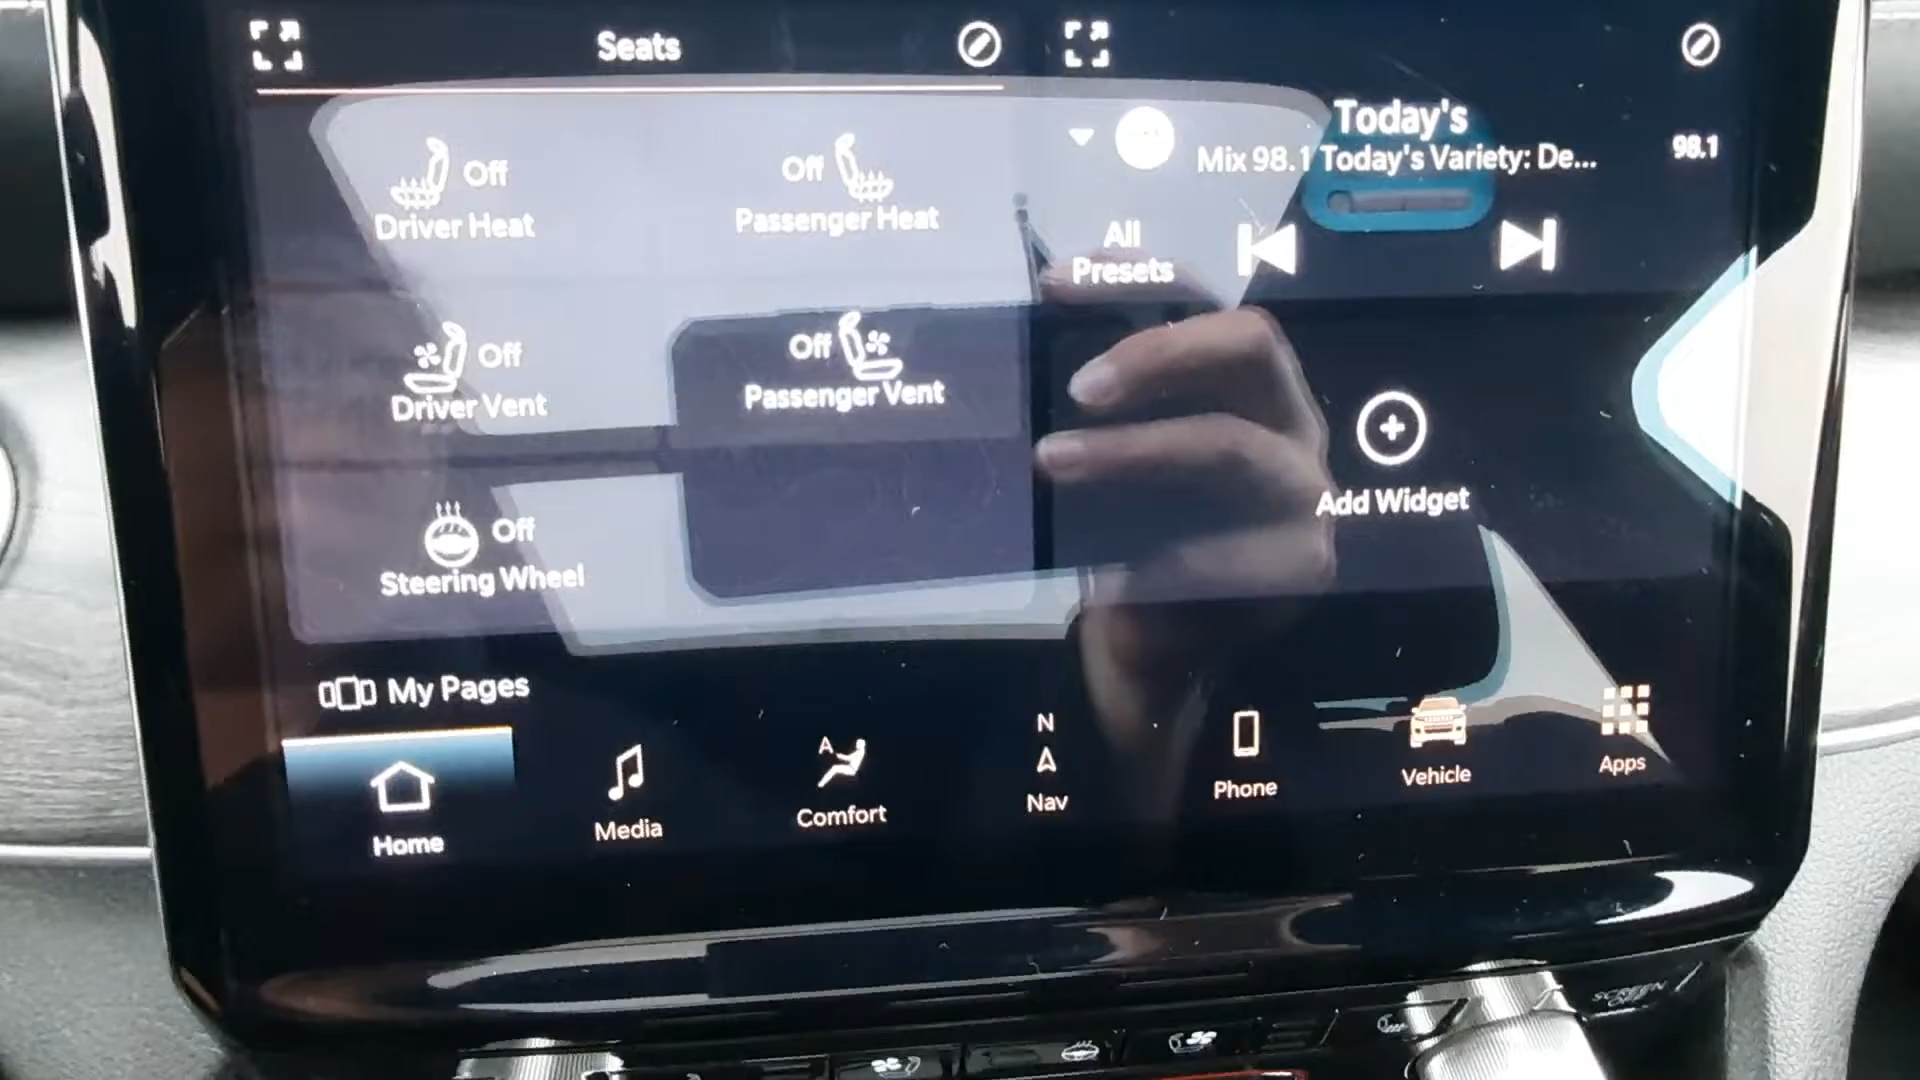 Seats
Off
Driver Heat
Off
Passenger Heat
Off
Driver Vent
Off
Passenger Vent
Off
Steering Wheel
Today's
Mix 98.1 Today's Variety: De...
98.1
All
Presets
Add Widget
My Pages
Home
Media
A
Comfort
N
Nav
Phone
Vehicle
Apps
SCREEN
OFF